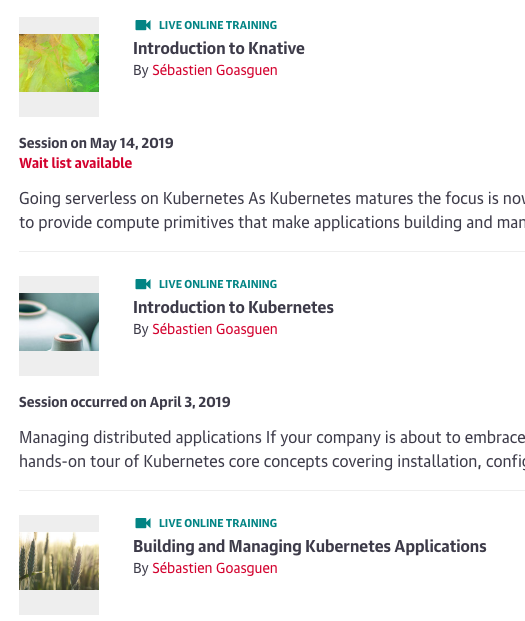 LIVE ONLINE TRAINING
Introduction to Knative
By Sébastien Goasguen
Session on May 14, 2019
Wait list available
Going serverless on Kubernetes As Kubernetes matures the focus is now
to provide compute primitives that make applications building and
LIVE ONLINE TRAINING
Introduction to Kubernetes
By Sébastien Goasguen
Session occurred on April 3, 2019
Managing distributed applications If your company is about to embrace
hands-on tour of Kubernetes core concepts covering installation,
LIVE ONLINE TRAINING
Building and Managing Kubernetes Applications
By Sébastien Goasguen